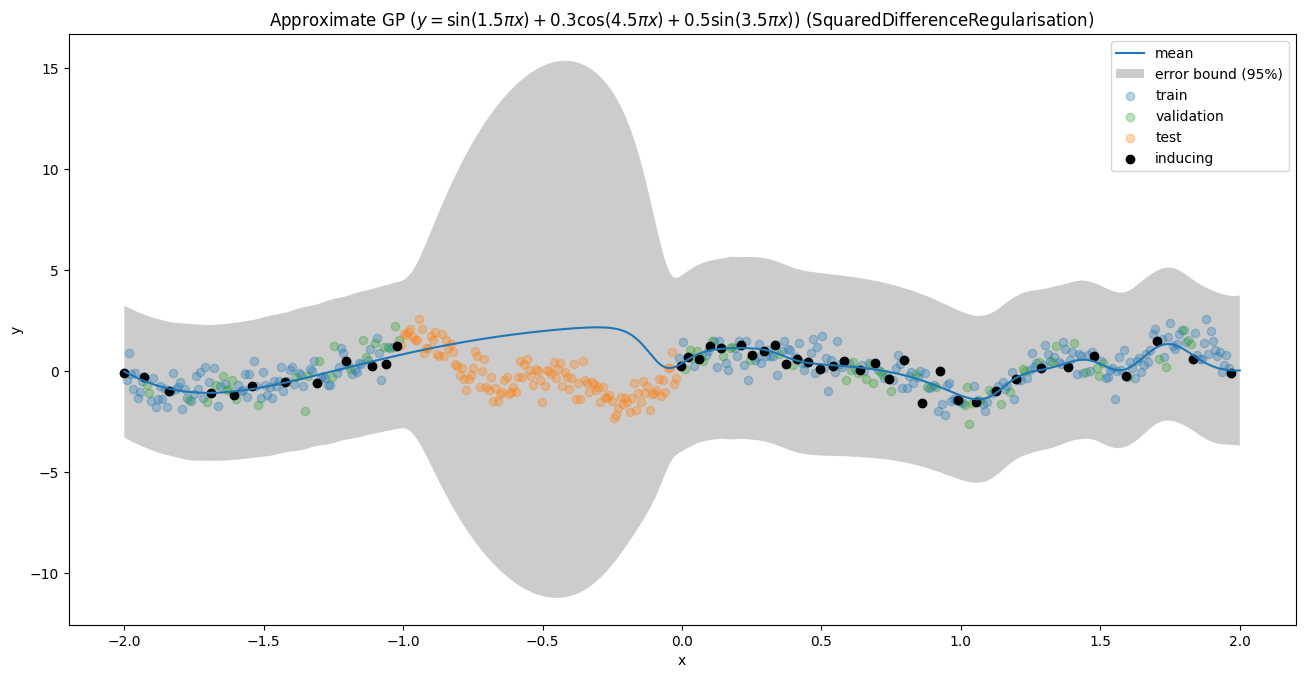 Approximate GP (y = sin(1.5πx) + 0.3cos(4.5πx) + 0.5sin(3.5πx)) (SquaredDifferenceRegularisation)
mean
error bound (95%)
train
validation
test
inducing
15
10
5
0
−5
−10
y
−2.0 −1.5 −1.0 −0.5 0.0 0.5 1.0 1.5 2.0
x